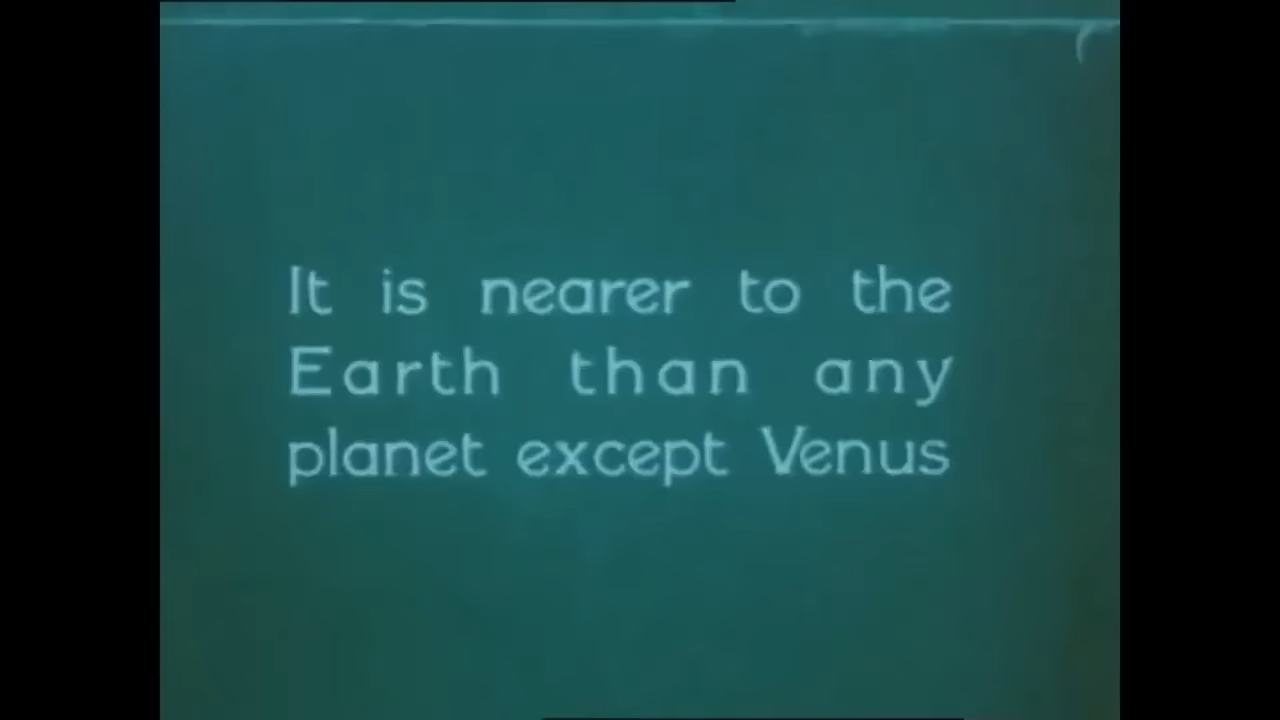 It is nearer to the
Earth than any
planet except Venus